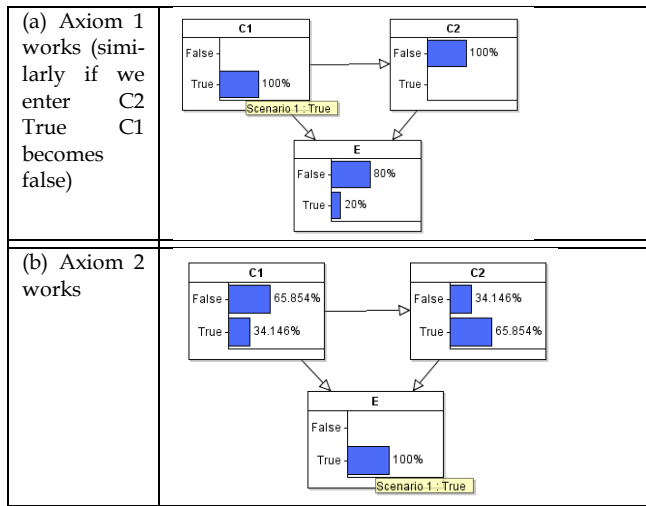 (a) Axiom 1
works (simi-
larly if we
enter C2
True C1
becomes
false)
C1
False
True
100%
Scenario 1 : True
C2
False
100%
True
E
False
80%
True
20%
(b) Axiom 2
works
C1
False
65.854%
True
34.146%
C2
False
34.146%
True
65.854%
E
False
True
100%
Scenario 1 : True